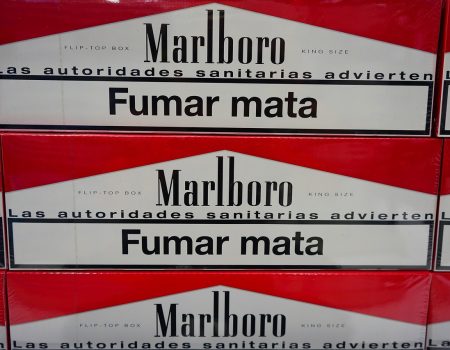 FLIP-TOP BOX Marlboro KING SIZE
Las autoridades sanitarias advierten
Fumar mata
FLIP-TOP BOX Marlboro KING SIZE
Las autoridades sanitarias advierten
Fumar mata
FLIP-TOP BOX Marlboro KING SIZE
Las autoridades sanitarias advierten